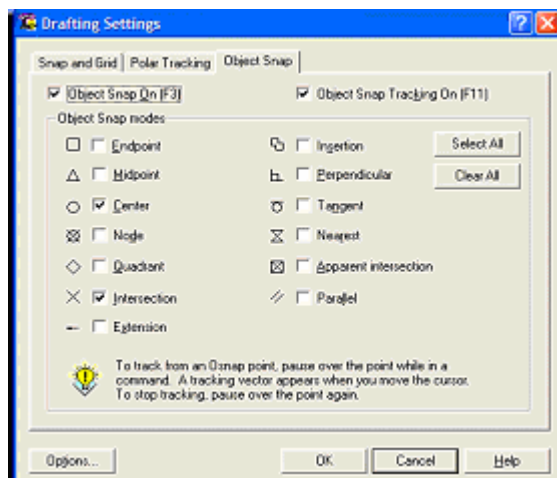 Drafting Settings
Snap and Grid Polar Tracking Object Snap
Object Snap On (F3) Object Snap Tracking On (F11)
Object Snap modes
Endpoint Insertion Select All
Midpoint Perpendicular Clear All
Center Tangent
Node Nearest
Quadrant Apparent intersection
Intersection Parallel
Extension
To track from an Osnap point, pause over the point while in a
command. A tracking vector appears when you move the cursor.
To stop tracking, pause over the point again.
Options... OK Cancel Help